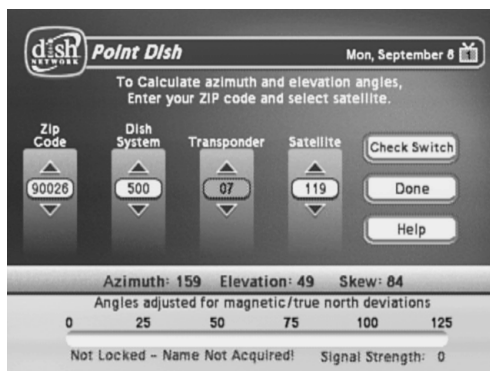 dish
NETWORK
Point Dish
Mon, September 8
1
To Calculate azimuth and elevation angles,
Enter your ZIP code and select satellite.
Zip Code
Dish System
Transponder
Satellite
90026
500
07
119
Check Switch
Done
Help
Azimuth: 159 Elevation: 49 Skew: 84
Angles adjusted for magnetic/true north deviations
0 25 50 75 100 125
Not Locked - Name Not Acquired! Signal Strength: 0